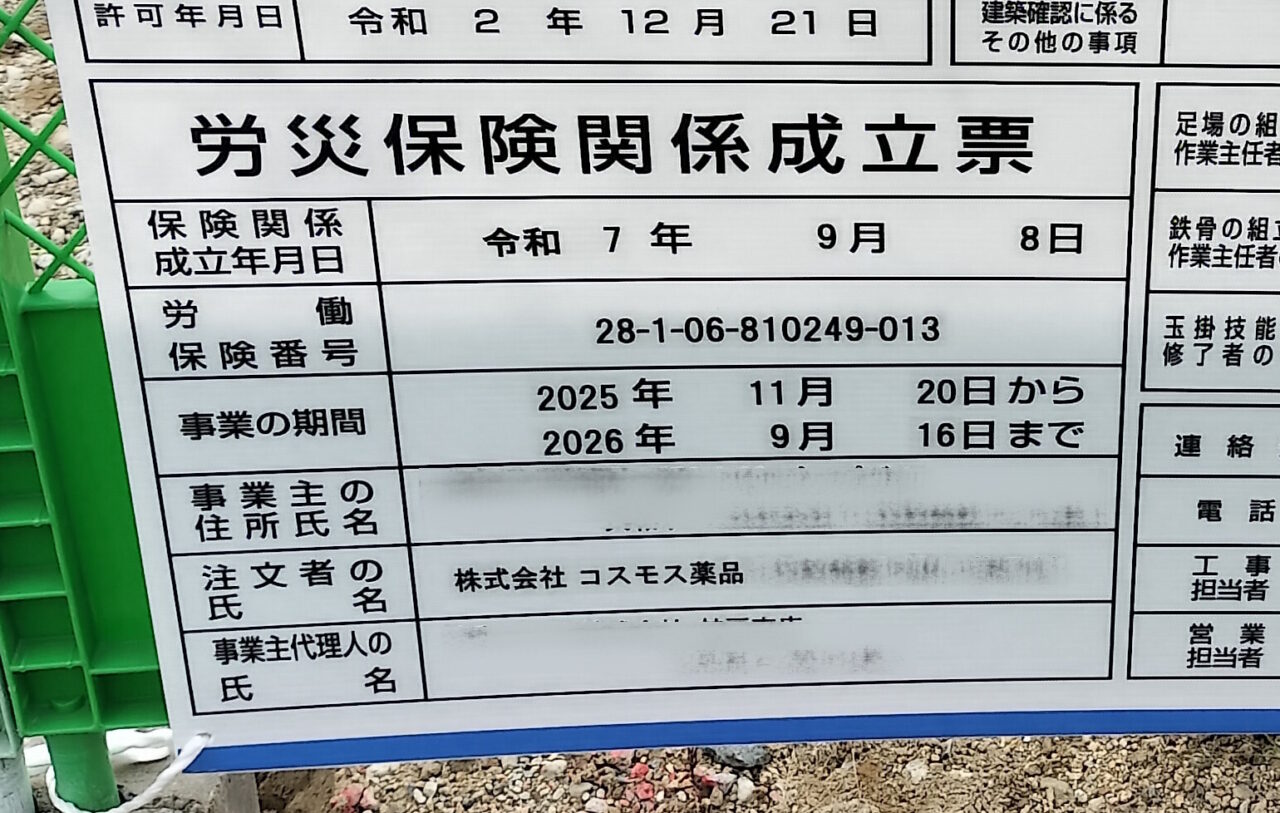 許可年月日 令和 2 年 12 月 21 日
建築確認に係る
その他の事項
労災保険関係成立票
保険関係
成立年月日
令和 7 年 9月 8日
労働
保険番号
28-1-06-810249-013
事業の期間
2025 年 11月 20日から
2026 年 9月 16日まで
事業主の
住所氏名
注文者の
氏名
株式会社 コスモス薬品
事業主代理人の
氏名
足場の組
作業主任者
鉄骨の組立
作業主任者の
玉掛技能
修了者の
連絡
電話
工事
担当者
営業
担当者